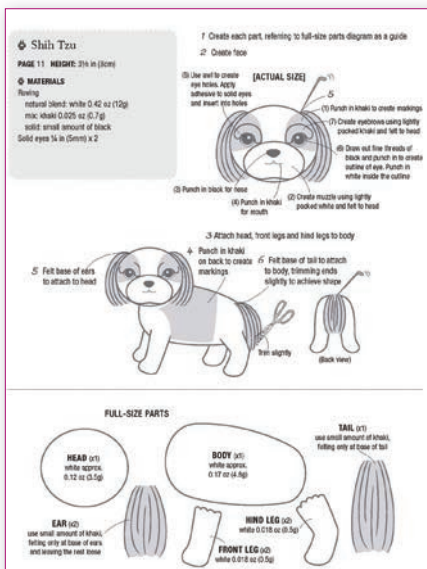 Shih Tzu
PAGE 11 HEIGHT: 3⅛ in (8cm)
MATERIALS
Roving
natural blend: white 0.42 oz (12g)
mix: khaki 0.025 oz (0.7g)
solid: small amount of black
Solid eyes ¼ in (5mm) x 2
1 Create each part, referring to full-size parts diagram as a guide
2 Create face
[ACTUAL SIZE]
(5) Use awl to create
eye holes. Apply
adhesive to solid eyes
and insert into holes
(1) Punch in khaki to create markings
(7) Create eyebrows using lightly
packed khaki and felt to head
(6) Draw out fine threads of
black and punch in to create
outline of eye. Punch in
white inside the outline
(3) Punch in black for nose
(4) Punch in khaki
for mouth
(2) Create muzzle using lightly
packed white and felt to head
3 Attach head, front legs and hind legs to body
4 Punch in khaki
on back to create
markings
5 Felt base of ears
to attach to head
6 Felt base of tail to attach
to body, trimming ends
slightly to achieve shape
Trim slightly
(Back view)
FULL-SIZE PARTS
HEAD (x1)
white approx.
0.12 oz (3.5g)
BODY (x1)
white approx.
0.17 oz (4.8g)
TAIL (x1)
use small amount of khaki,
felting only at base of tail
EAR (x2)
use small amount of khaki,
felting only at base of ears
and leaving the rest loose
HIND LEG (x2)
white 0.018 oz (0.5g)
FRONT LEG (x2)
white 0.018 oz (0.5g)